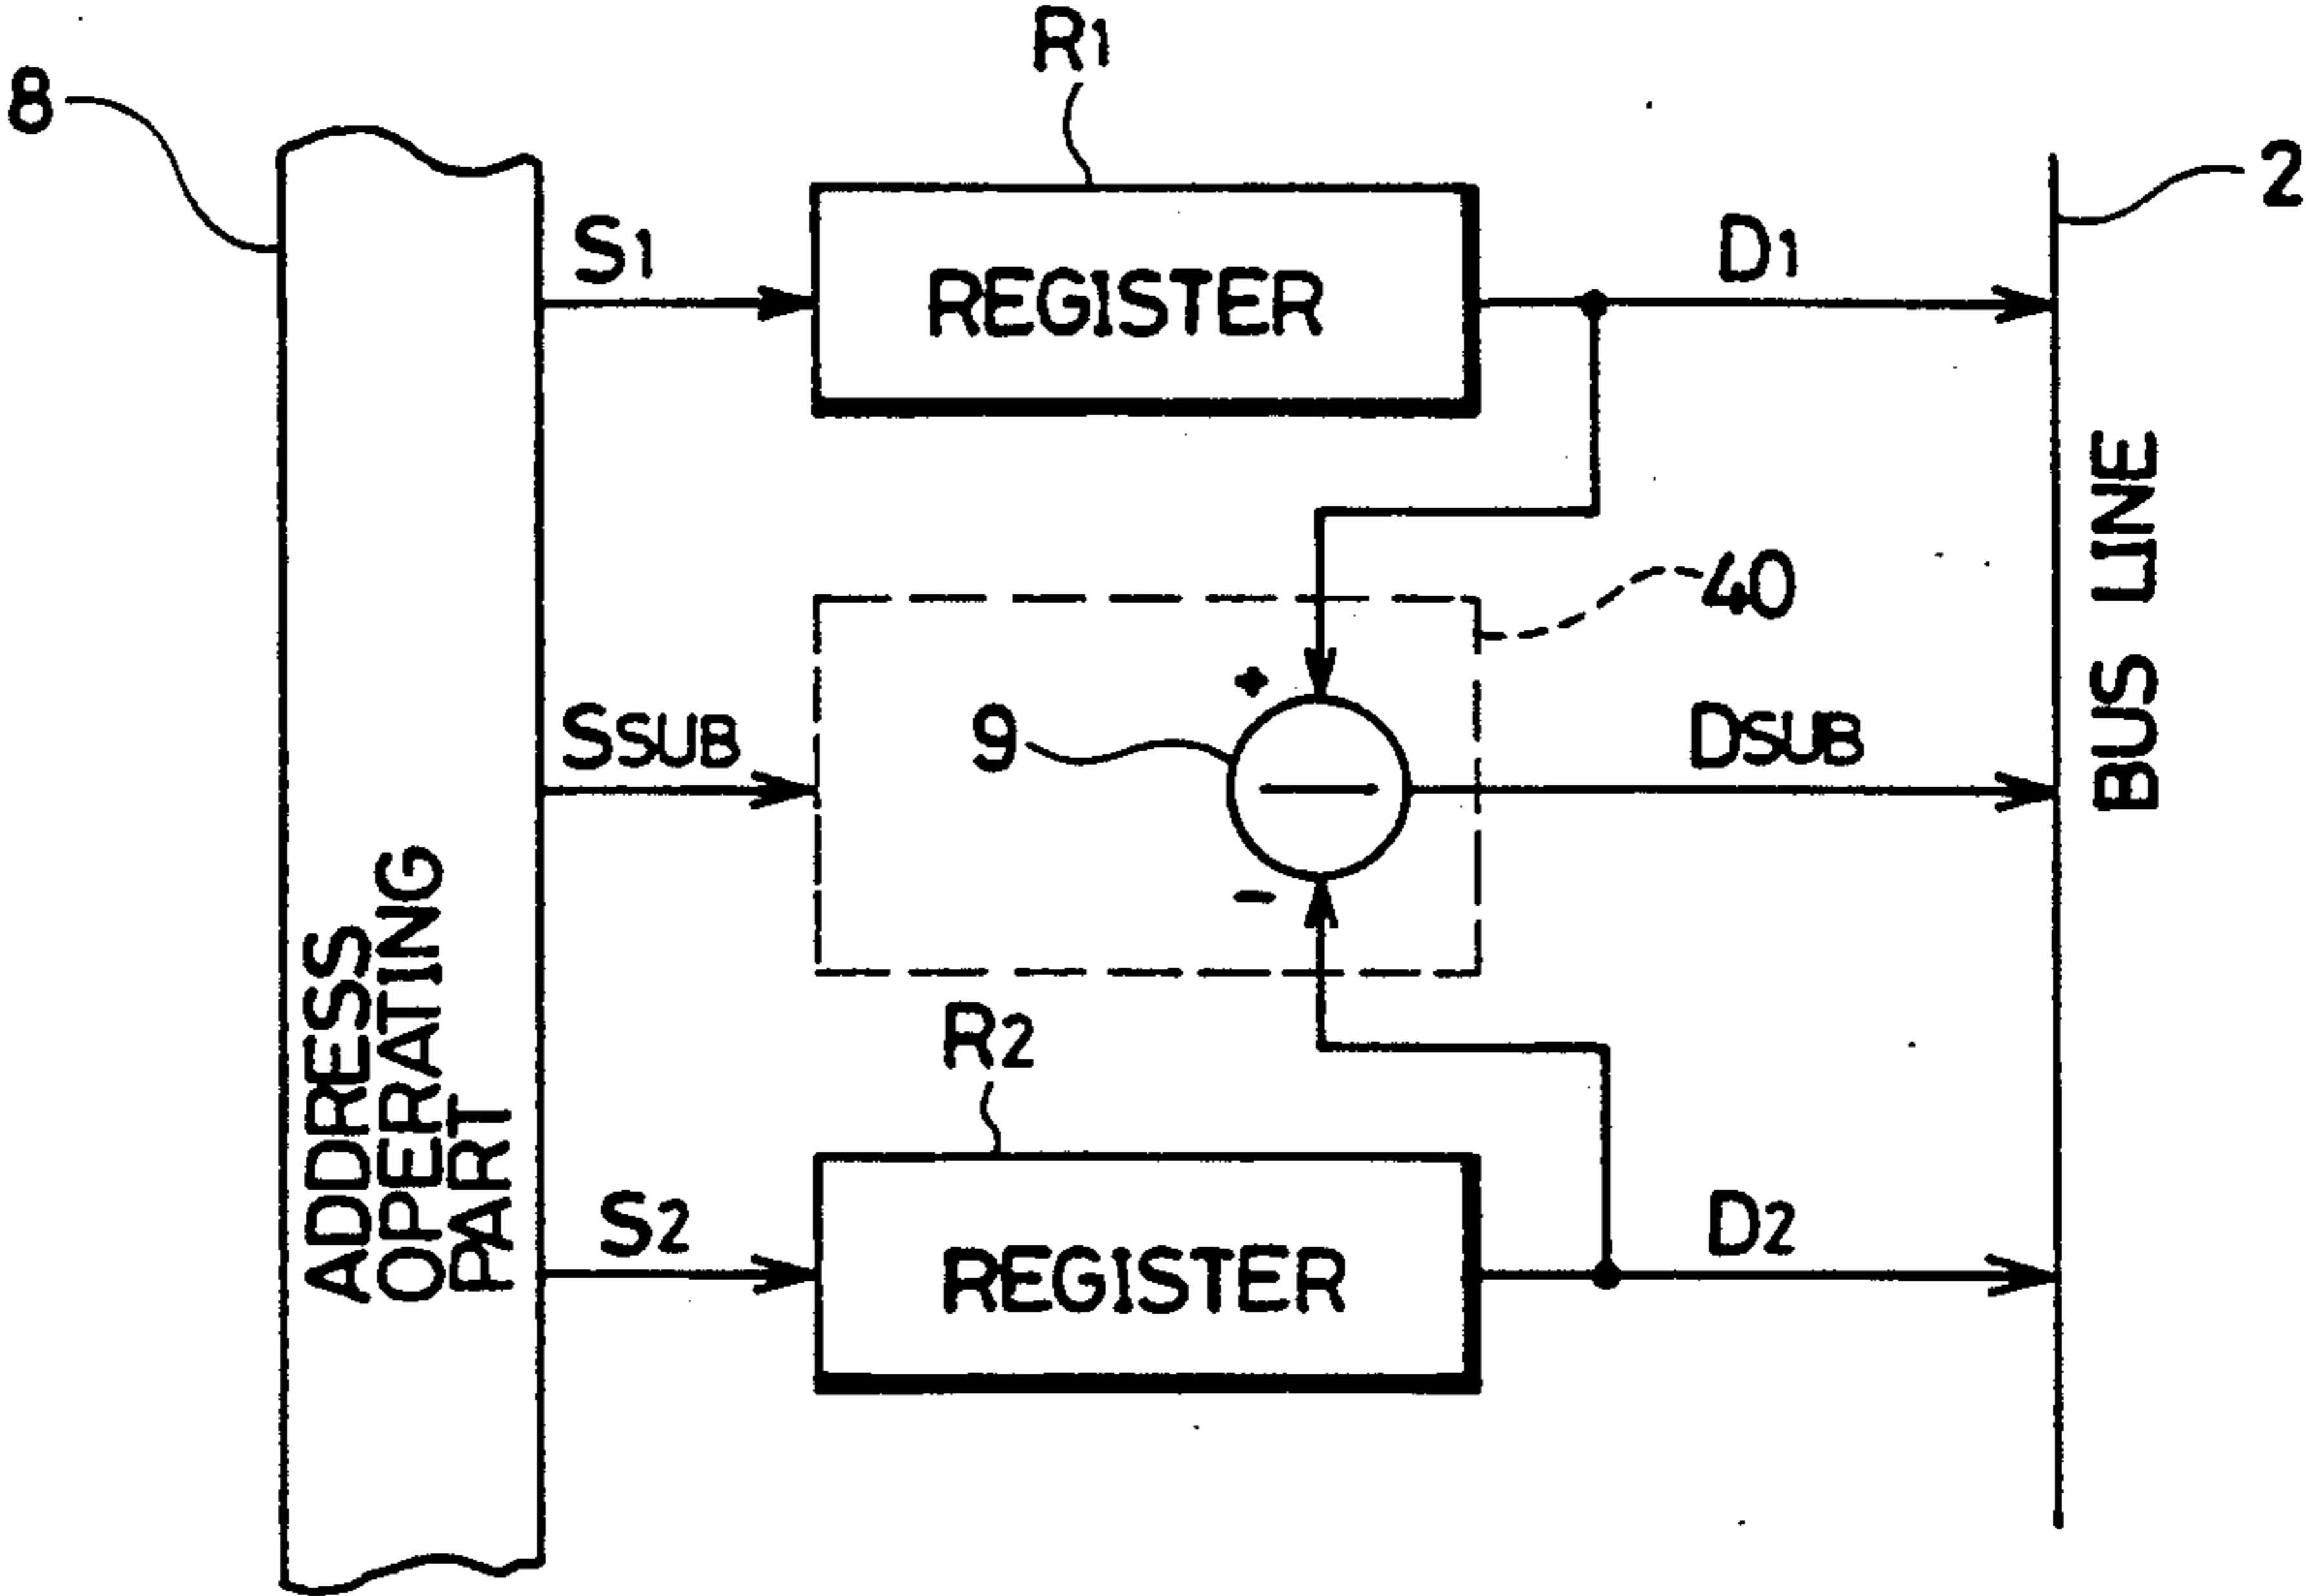 R1
8
2
S1
REGISTER
D1
BUS LINE
40
+
9
SSUB
DSUB
-
ADDRESS
OPERATING
PART
R2
S2
REGISTER
D2